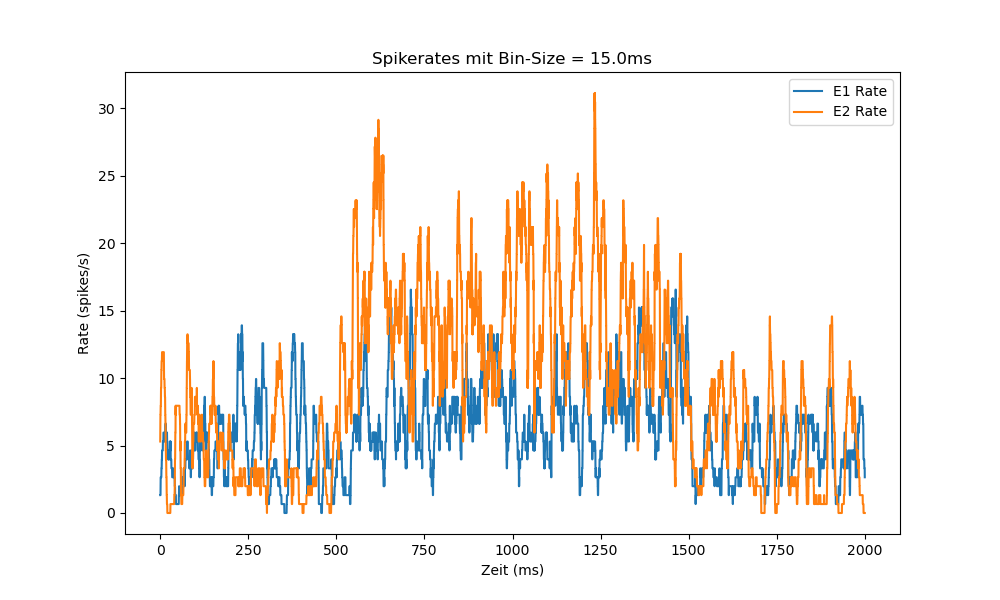 Spikerates mit Bin-Size = 15.0ms
E1 Rate
E2 Rate
Rate (spikes/s)
30
25
20
15
10
5
0
0 250 500 750 1000 1250 1500 1750 2000
Zeit (ms)